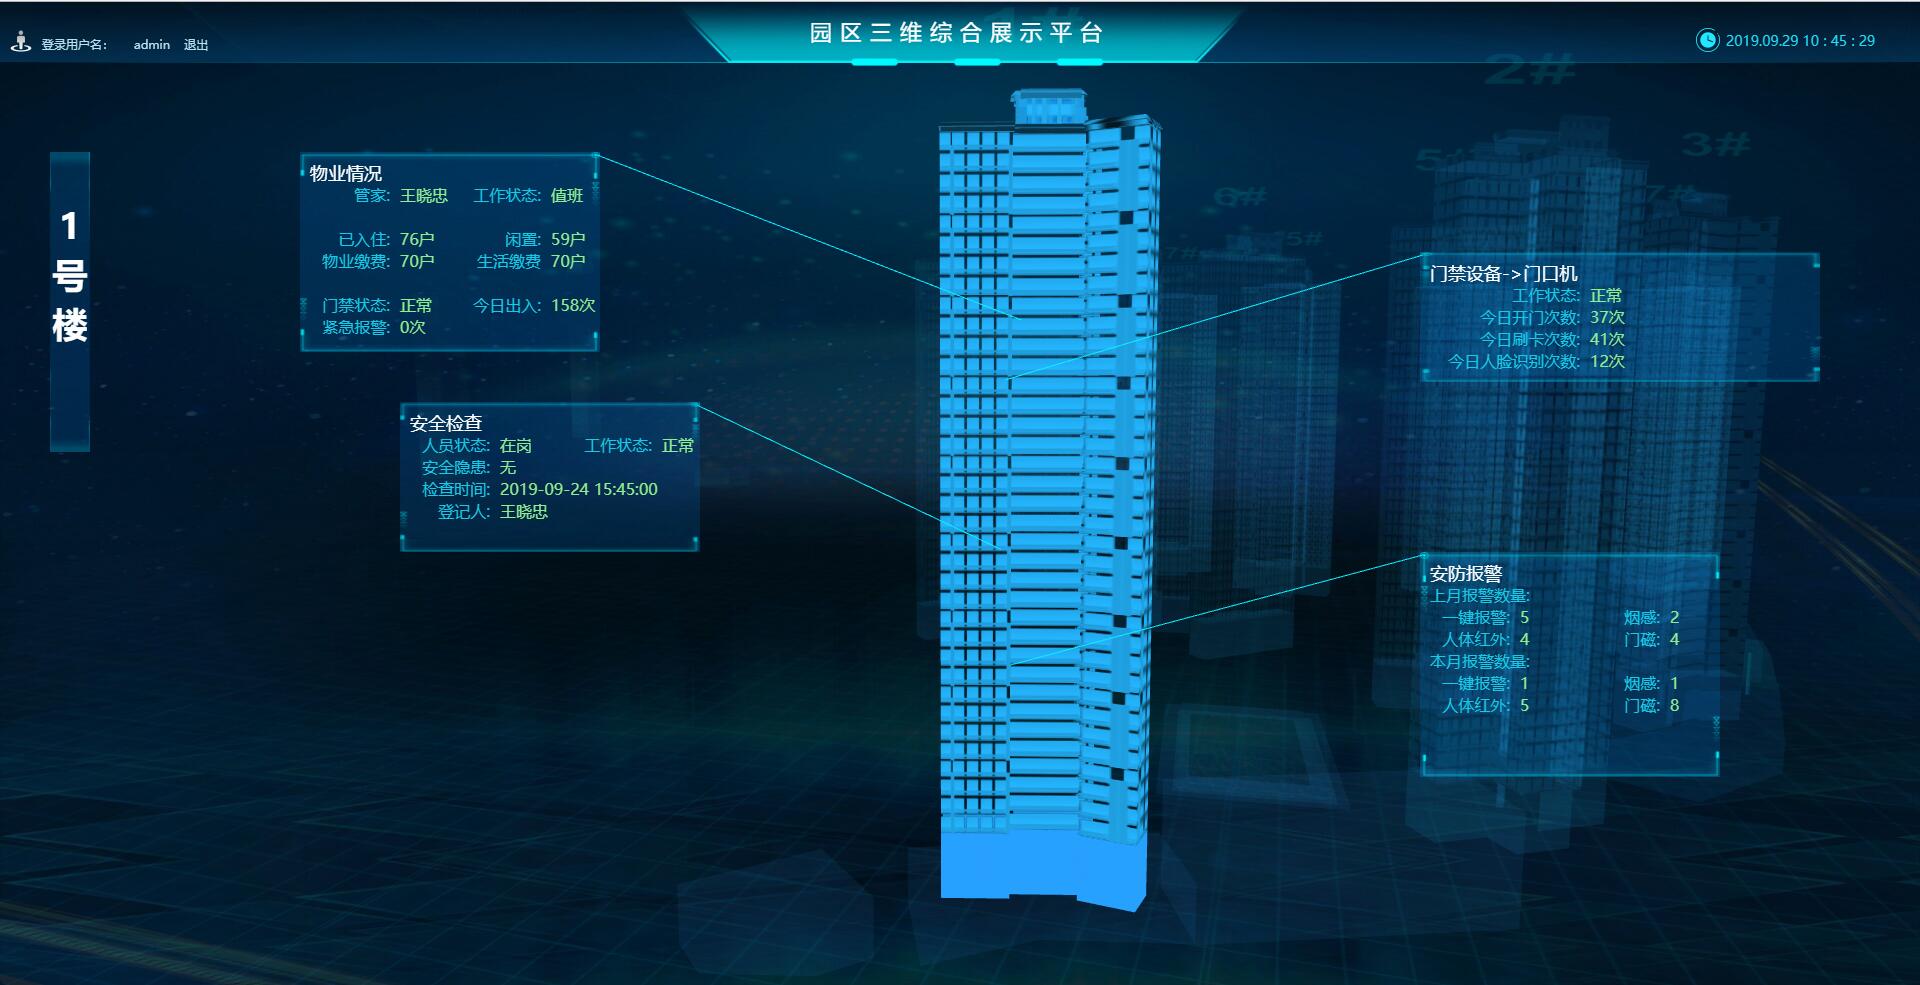 园区三维综合展示平台
登录用户名: admin 退出
2019.09.29 10 : 45 : 29
1号楼
物业情况
管家: 王晓忠 工作状态: 值班
已入住: 76户 闲置: 59户
物业缴费: 70户 生活缴费 70户
门禁状态: 正常 今日出入: 158次
紧急报警: 0次
安全检查
人员状态: 在岗 工作状态: 正常
安全隐患: 无
检查时间: 2019-09-24 15:45:00
登记人: 王晓忠
门禁设备->门口机
工作状态: 正常
今日开门次数: 37次
今日刷卡次数: 41次
今日人脸识别次数: 12次
安防报警
上月报警数量:
一键报警: 5 烟感: 2
人体红外: 4 门磁: 4
本月报警数量:
一键报警: 1 烟感: 1
人体红外: 5 门磁: 8
1#
2#
3#
5#
6#
7#
7#
5#